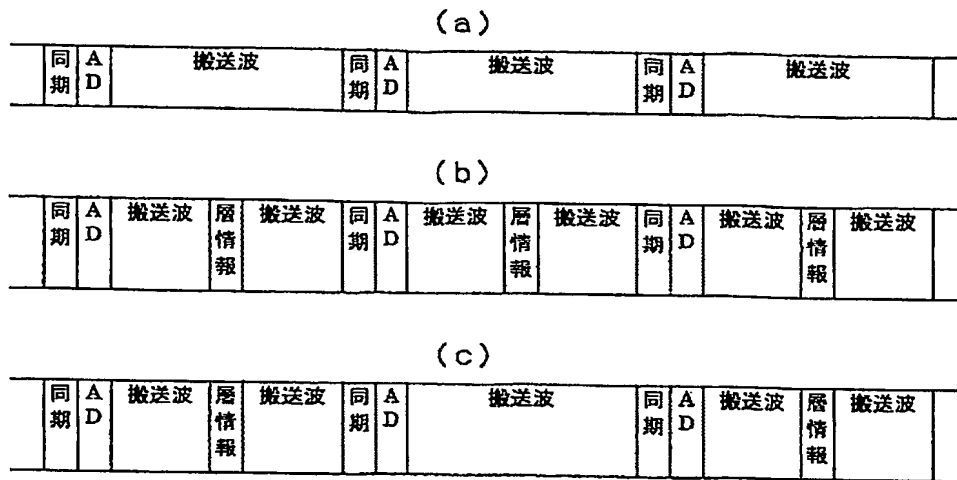 (a)
同期 AD 搬送波 同期 AD 搬送波 同期 AD 搬送波
(b)
同期 AD 搬送波 層情報 搬送波 同期 AD 搬送波 層情報 搬送波 同期 AD 搬送波 層情報 搬送波
(c)
同期 AD 搬送波 層情報 搬送波 同期 AD 搬送波 同期 AD 搬送波 層情報 搬送波